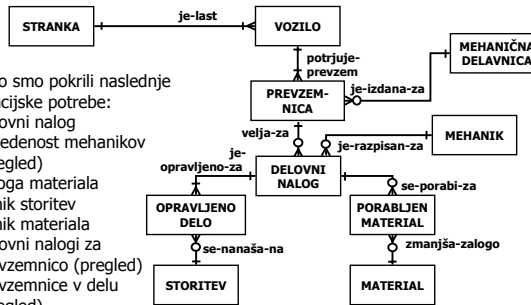 STRANKA
je-last
VOZILO
potrjuje-
prevzem
MEHANIČNA
DELAVNICA
o smo pokrili naslednje
cijske potrebe:
ovni nalog
edenost mehanikov
egled)
oga materiala
nik storitev
nik materiala
ovni nalogi za
vzemnico (pregled)
vzemnice v delu
PREVZEM-
NICA
je-izdana-za
velja-za
je-razpisan-za
MEHANIK
je-
opravljeno-za
DELOVNI
NALOG
se-porabi-za
OPRAVLJENO
DELO
PORABLJEN
MATERIAL
se-nanaša-na
zmanjša-zalogo
STORITEV
MATERIAL